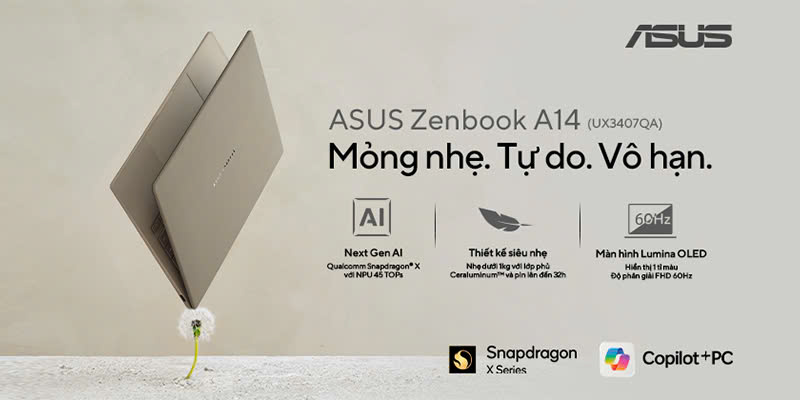 ASUS
ASUS Zenbook A14 (UX3407QA)
Mỏng nhẹ. Tự do. Vô hạn.
AI
Next Gen AI
Qualcomm Snapdragon® X
với NPU 45 TOPs
Thiết kế siêu nhẹ
Nhẹ dưới 1kg với lớp phủ
Ceraluminum™ và pin lên đến 32h
60Hz
Màn hình Lumina OLED
Hiển thị 1 tỉ màu
Độ phân giải FHD 60Hz
Snapdragon
X Series
Copilot+PC